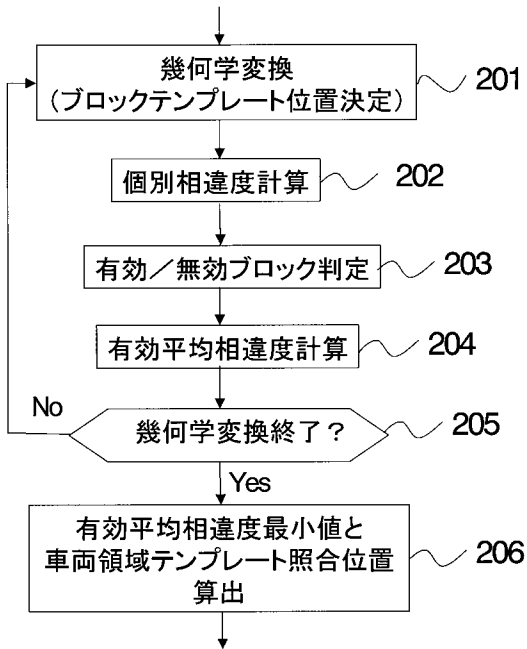 幾何学変換
（ブロックテンプレート位置決定）
201
個別相違度計算
202
有効／無効ブロック判定
203
有効平均相違度計算
204
No
幾何学変換終了？
205
Yes
有効平均相違度最小値と
車両領域テンプレート照合位置
算出
206